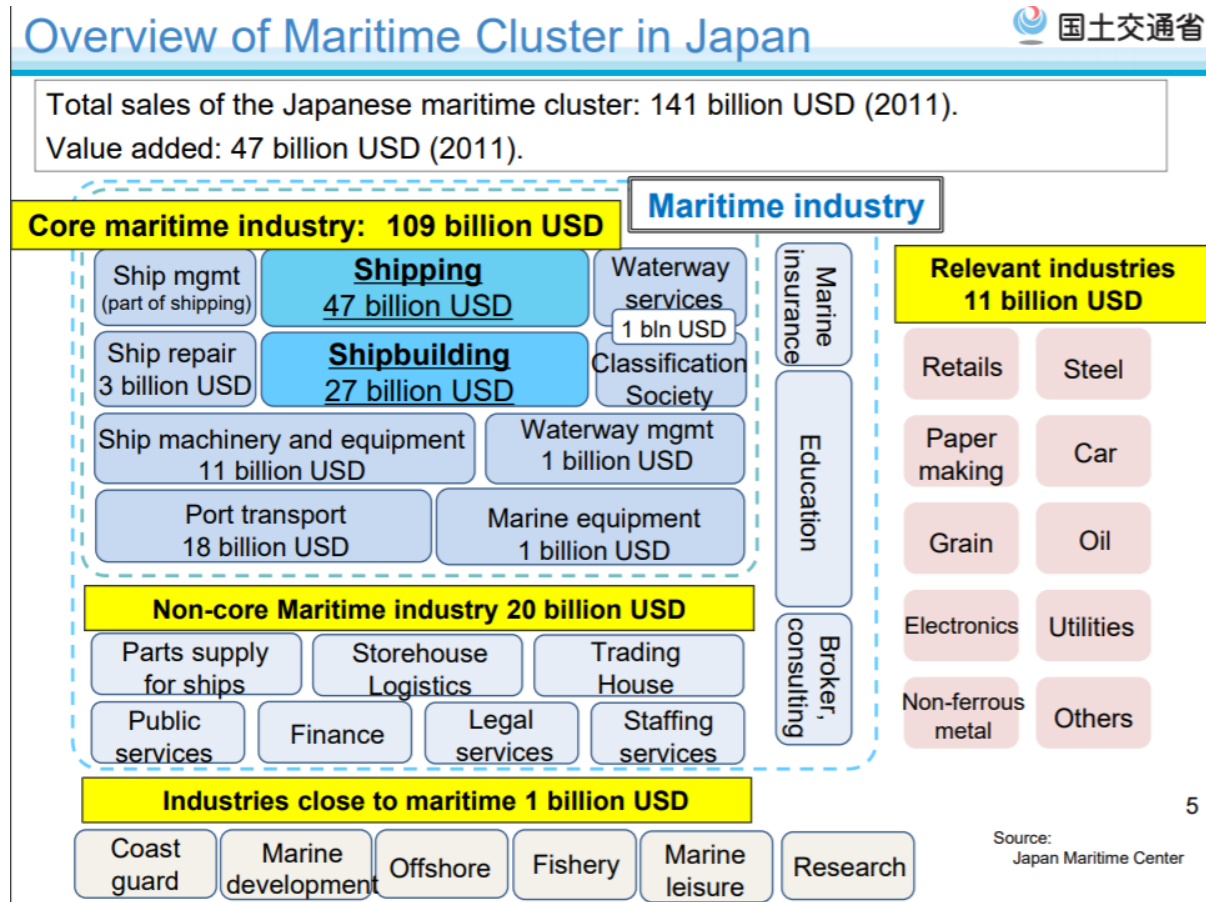 Overview of Maritime Cluster in Japan
国土交通省
Total sales of the Japanese maritime cluster: 141 billion USD (2011).
Value added: 47 billion USD (2011).
Maritime industry
Core maritime industry: 109 billion USD
Ship mgmt
(part of shipping)
Shipping
47 billion USD
Waterway
services
1 bln USD
Ship repair
3 billion USD
Shipbuilding
27 billion USD
Classification
Society
Ship machinery and equipment
11 billion USD
Waterway mgmt
1 billion USD
Port transport
18 billion USD
Marine equipment
1 billion USD
Marine
insurance
Education
Broker,
consulting
Non-core Maritime industry 20 billion USD
Parts supply
for ships
Storehouse
Logistics
Trading
House
Public
services
Finance
Legal
services
Staffing
services
Relevant industries
11 billion USD
Retails
Steel
Paper
making
Car
Grain
Oil
Electronics
Utilities
Non-ferrous
metal
Others
Industries close to maritime 1 billion USD
Coast
guard
Marine
development
Offshore
Fishery
Marine
leisure
Research
5
Source:
Japan Maritime Center